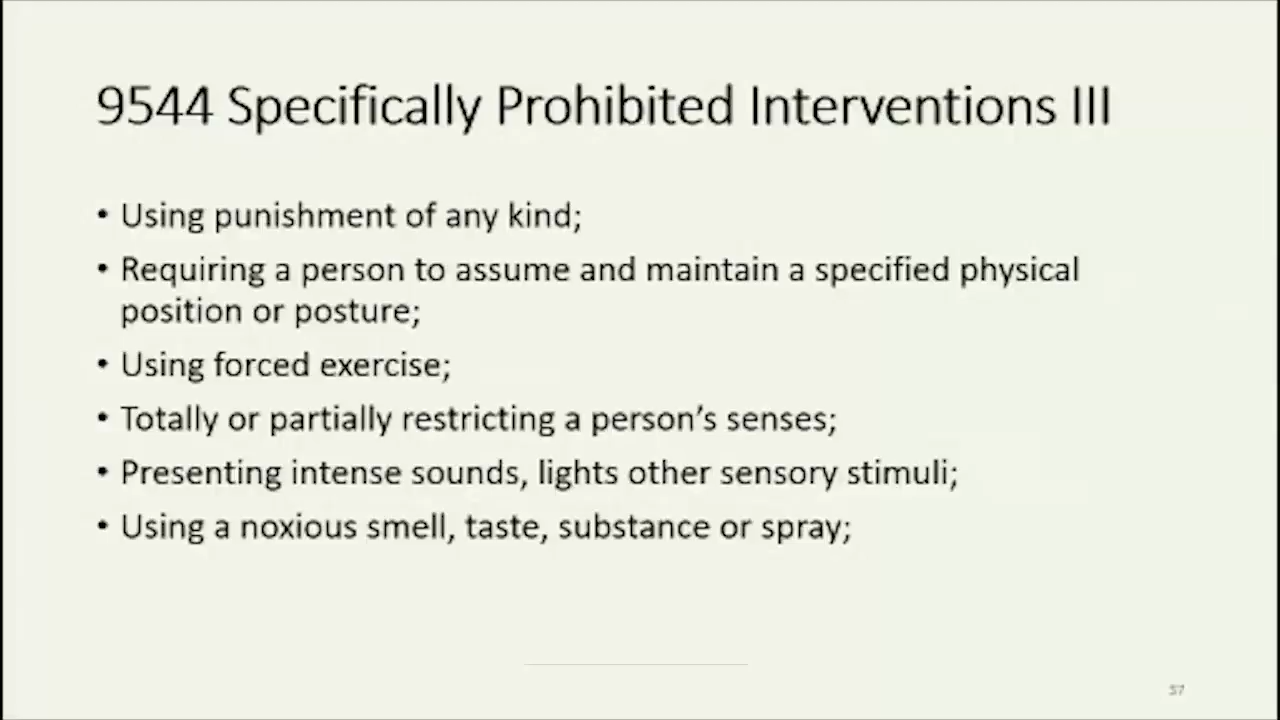 9544 Specifically Prohibited Interventions III
• Using punishment of any kind;
• Requiring a person to assume and maintain a specified physical
position or posture;
• Using forced exercise;
• Totally or partially restricting a person's senses;
• Presenting intense sounds, lights other sensory stimuli;
• Using a noxious smell, taste, substance or spray;
57